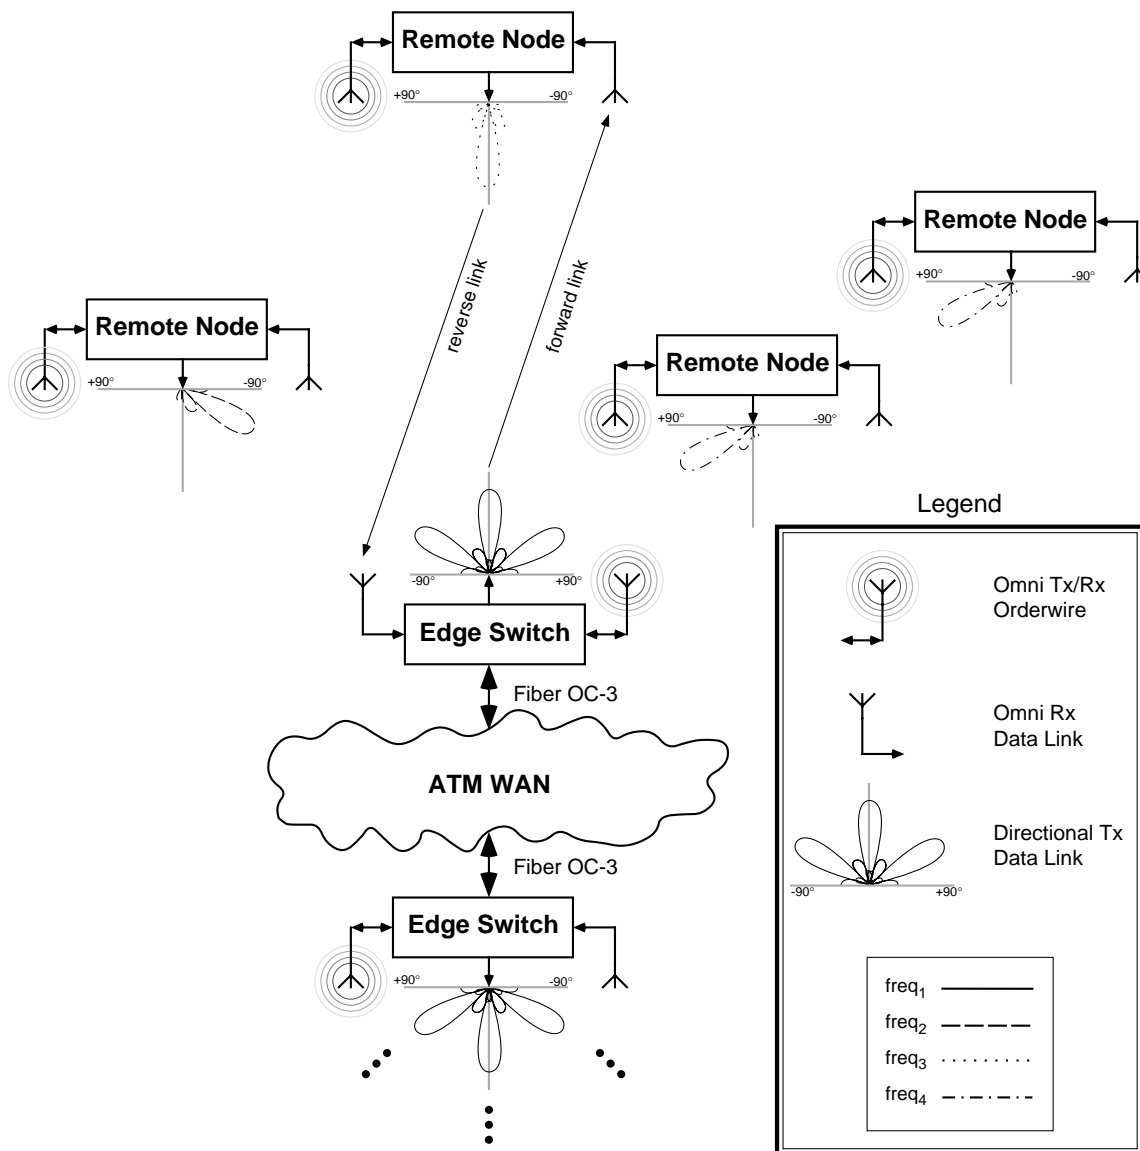 Remote Node
+90°
-90°
Remote Node
+90°
-90°
reverse link
forward link
Remote Node
+90°
-90°
Remote Node
+90°
-90°
-90°
+90°
Edge Switch
Fiber OC-3
ATM WAN
Fiber OC-3
Edge Switch
+90°
-90°
Legend
Omni Tx/Rx
Orderwire
Omni Rx
Data Link
Directional Tx
Data Link
-90°
+90°
freq1
freq2
freq3
freq4